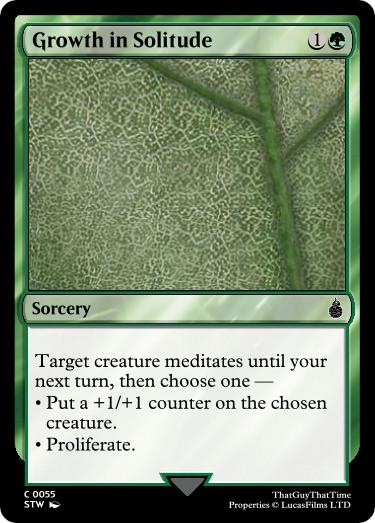 Growth in Solitude 1
Sorcery
Target creature meditates until your
next turn, then choose one —
• Put a +1/+1 counter on the chosen
creature.
• Proliferate.
C 0055
ThatGuyThatTime
STW
Properties © LucasFilms LTD